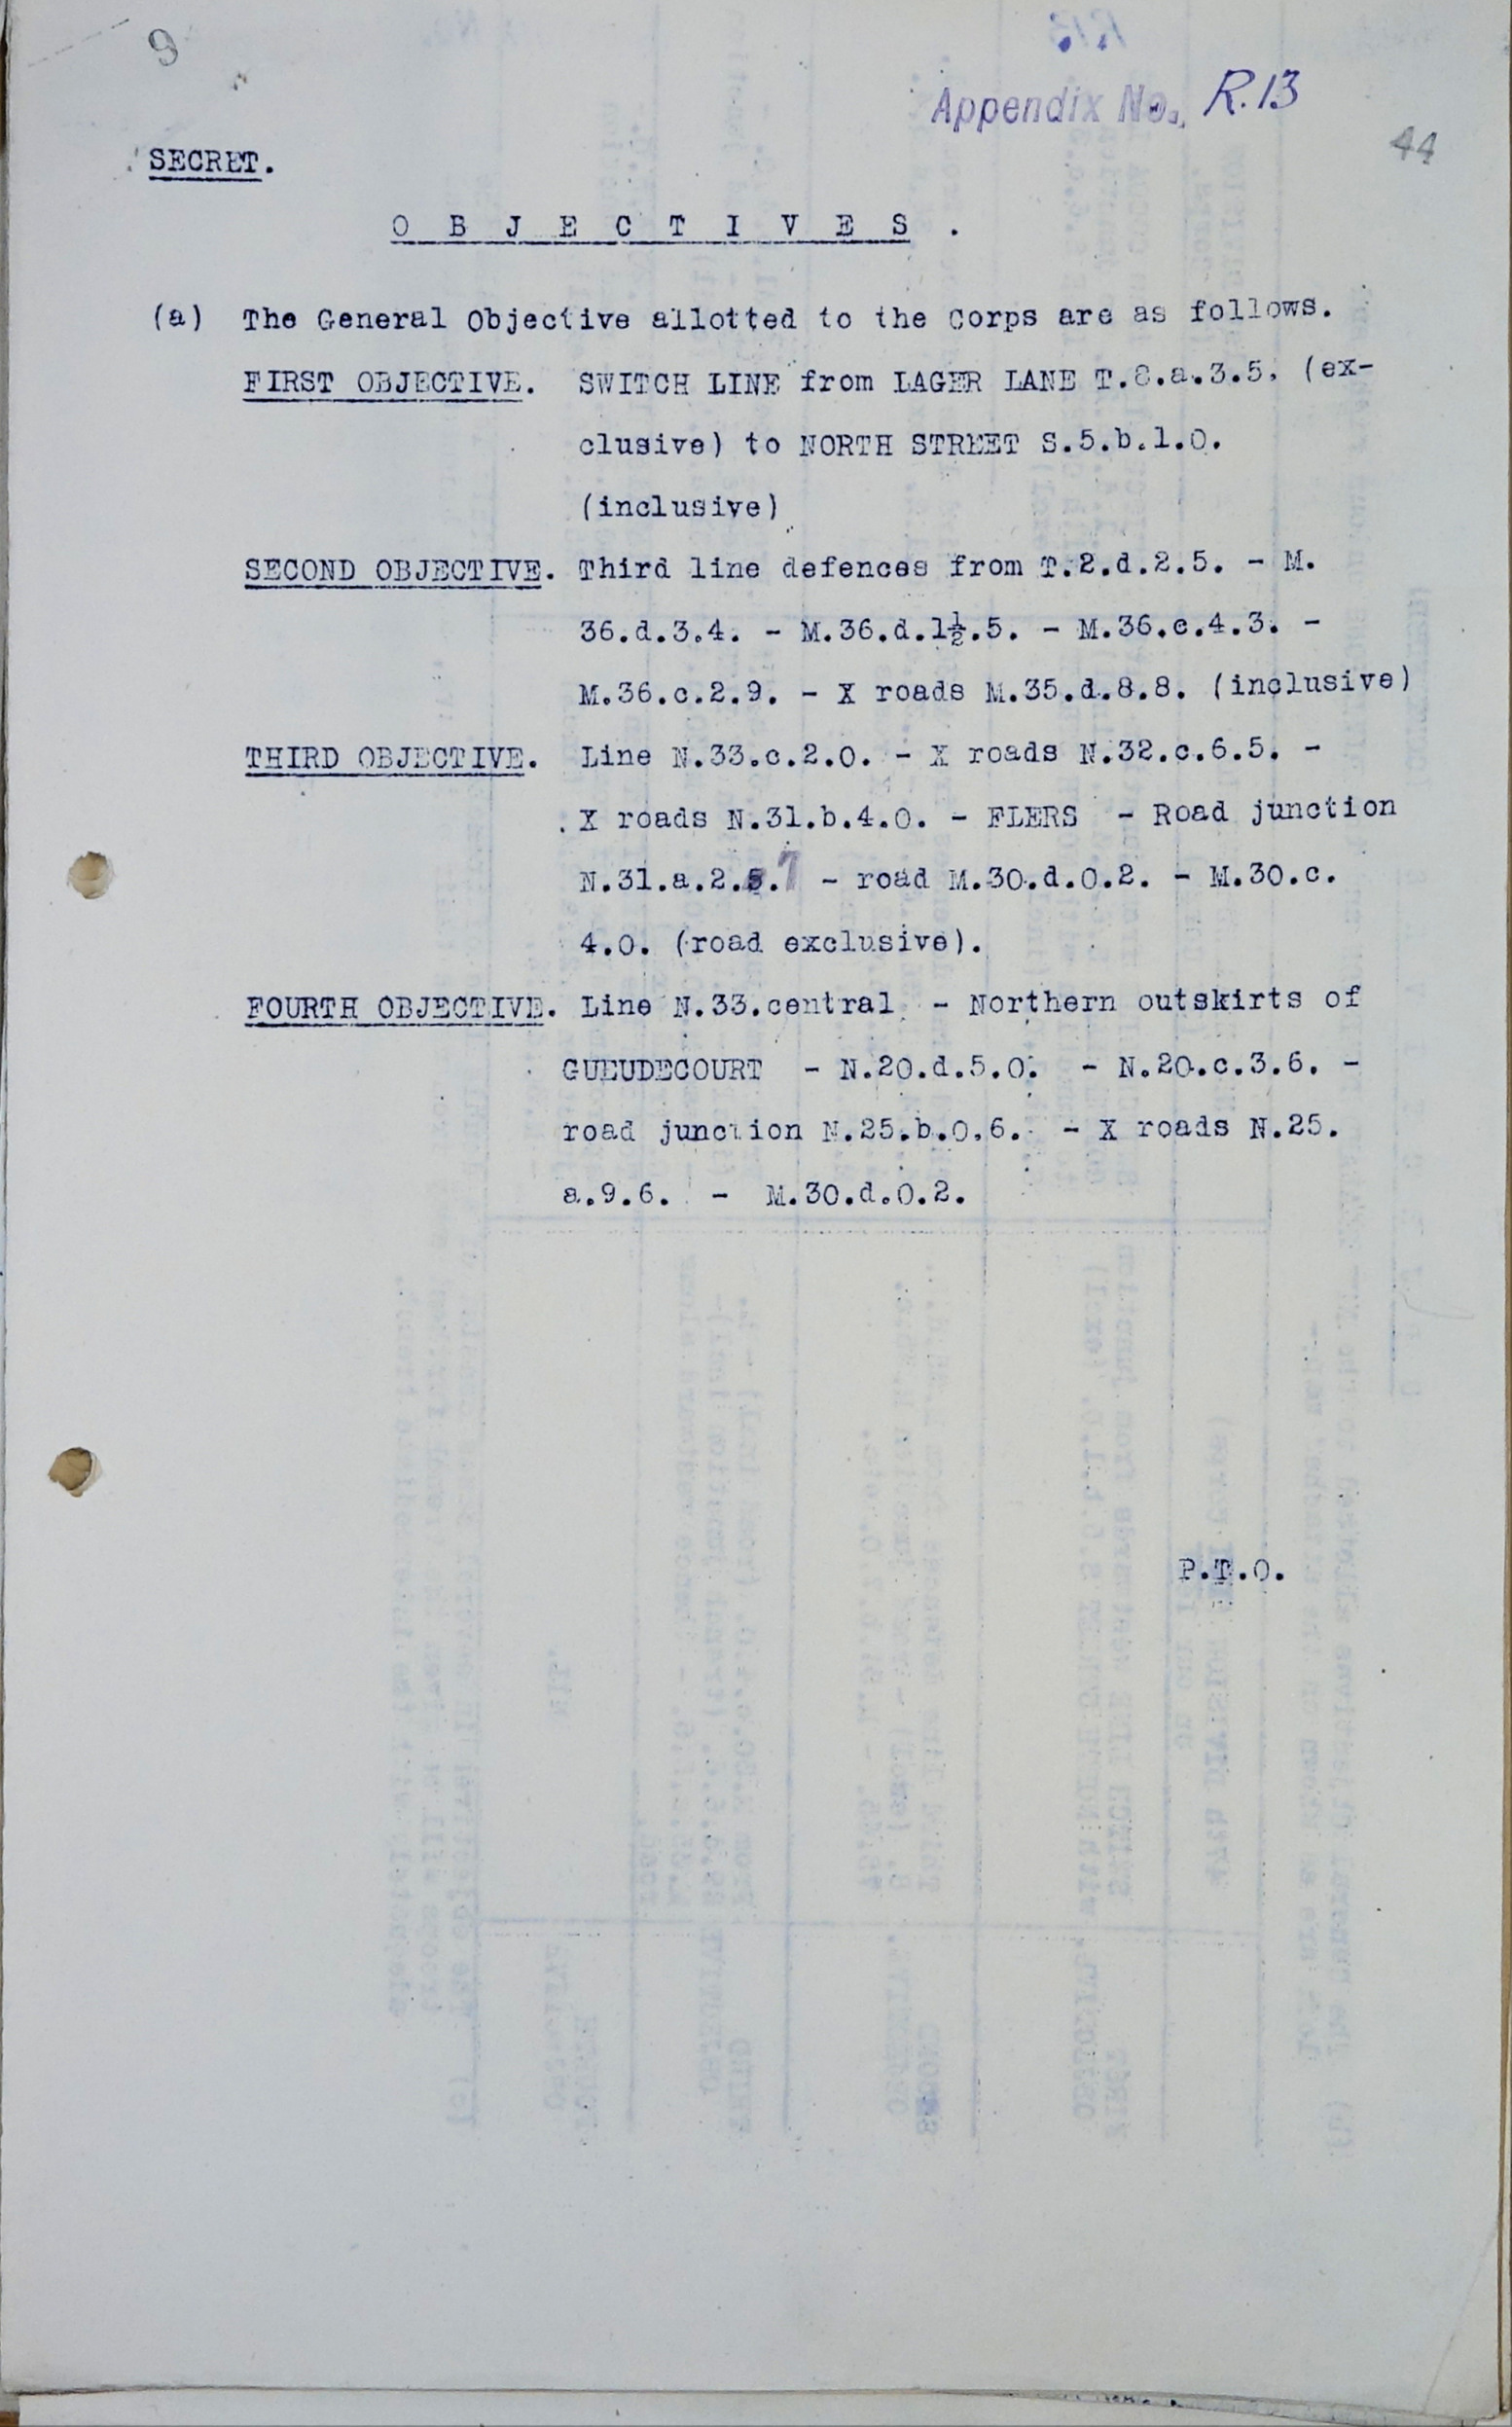 9
Appendix No. R.13
44
SECRET.
O B J E C T I V E S .
(a) The General Objective allotted to the Corps are as follows.
FIRST OBJECTIVE. SWITCH LINE from LAGER LANE T.8.a.3.5. (ex-
clusive) to NORTH STREET S.5.b.1.0.
(inclusive)
SECOND OBJECTIVE. Third line defences from T.2.d.2.5. - M.
36.d.3.4. - M.36.d.1½.5. - M.36.c.4.3. -
M.36.c.2.9. - X roads M.35.d.8.8. (inclusive)
THIRD OBJECTIVE. Line N.33.c.2.0. - X roads N.32.c.6.5. -
X roads N.31.b.4.0. - FLERS - Road junction
N.31.a.2.5.7 - road M.30.d.0.2. - M.30.c.
4.0. (road exclusive).
FOURTH OBJECTIVE. Line N.33.central - Northern outskirts of
GUEUDECOURT - N.20.d.5.0. - N.20.c.3.6. -
road junction N.25.b.0.6. - X roads N.25.
a.9.6. - M.30.d.0.2.
P.T.O.